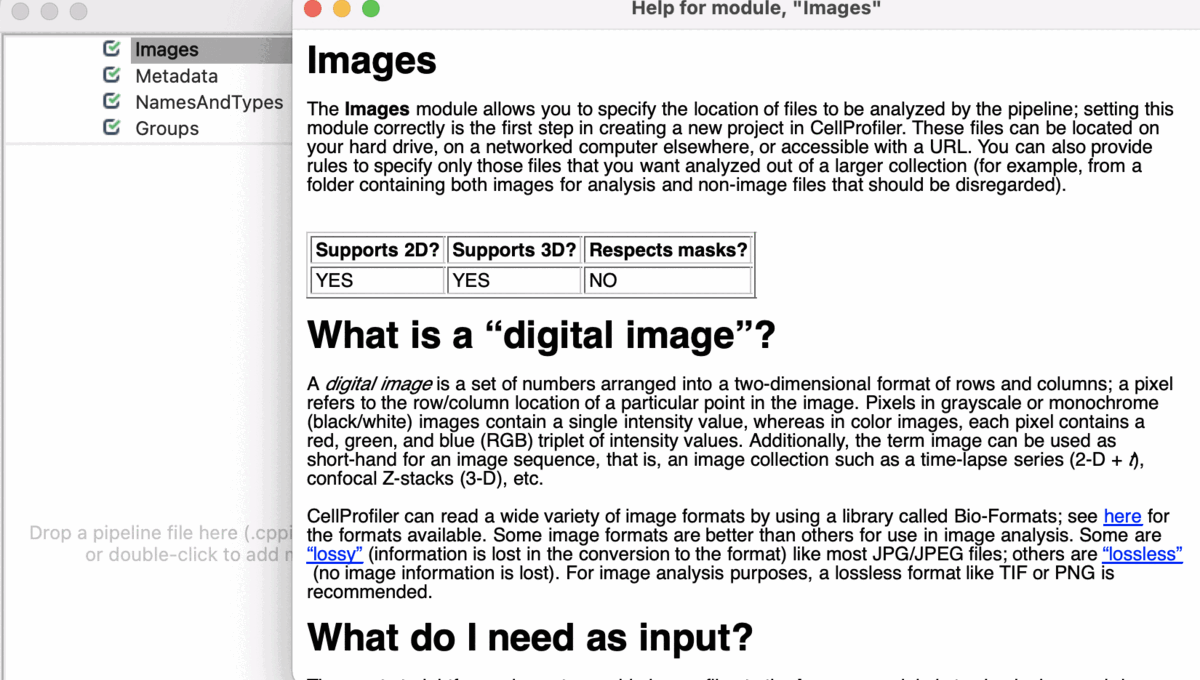 Help for module, "Images"
Images
Metadata
NamesAndTypes
Groups
Drop a pipeline file here (.cppi
or double-click to add
Images
The Images module allows you to specify the location of files to be analyzed by the pipeline; setting this
module correctly is the first step in creating a new project in CellProfiler. These files can be located on
your hard drive, on a networked computer elsewhere, or accessible with a URL. You can also provide
rules to specify only those files that you want analyzed out of a larger collection (for example, from a
folder containing both images for analysis and non-image files that should be disregarded).
Supports 2D? Supports 3D? Respects masks?
YES YES NO
What is a “digital image”?
A digital image is a set of numbers arranged into a two-dimensional format of rows and columns; a pixel
refers to the row/column location of a particular point in the image. Pixels in grayscale or monochrome
(black/white) images contain a single intensity value, whereas in color images, each pixel contains a
red, green, and blue (RGB) triplet of intensity values. Additionally, the term image can be used as
short-hand for an image sequence, that is, an image collection such as a time-lapse series (2-D + t),
confocal Z-stacks (3-D), etc.
CellProfiler can read a wide variety of image formats by using a library called Bio-Formats; see here for
the formats available. Some image formats are better than others for use in image analysis. Some are
“lossy” (information is lost in the conversion to the format) like most JPG/JPEG files; others are “lossless”
(no image information is lost). For image analysis purposes, a lossless format like TIF or PNG is
recommended.
What do I need as input?